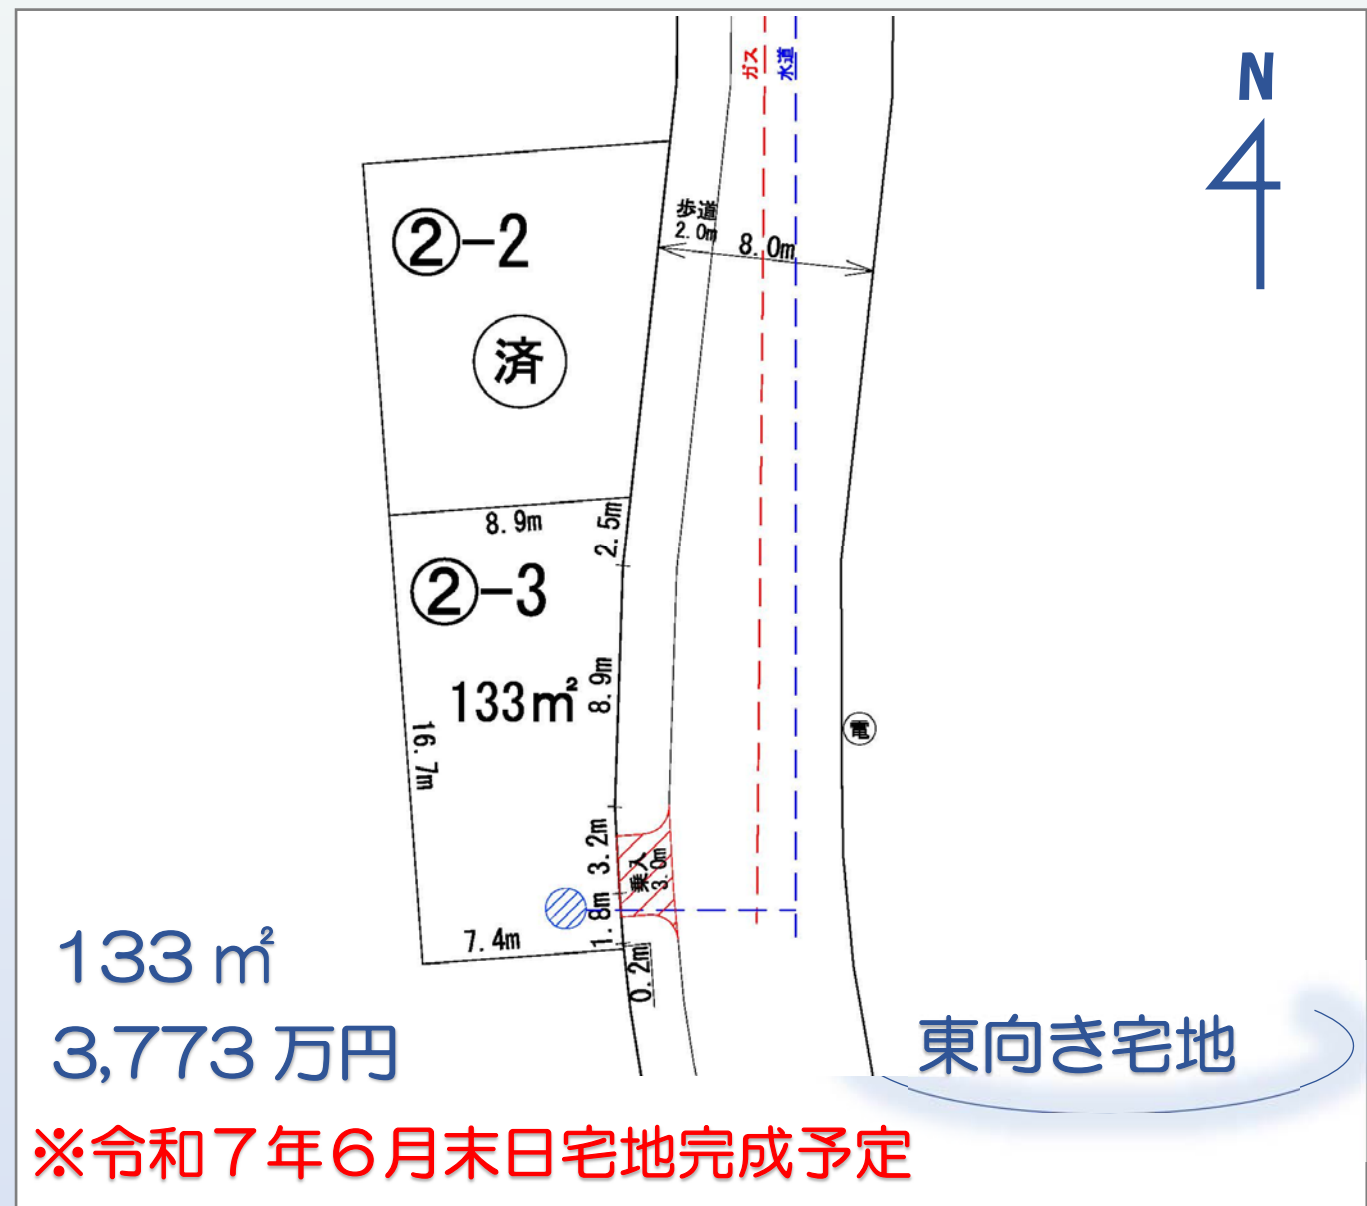 ガス
水道
N
歩道
2.0m
8.0m
②-2
済
8.9m
2.5m
②-3
133㎡
8.9m
16.7m
電
3.2m
乗入
3.0m
1.8m
7.4m
0.2m
133㎡
3,773万円
東向き宅地
※令和7年6月末日宅地完成予定